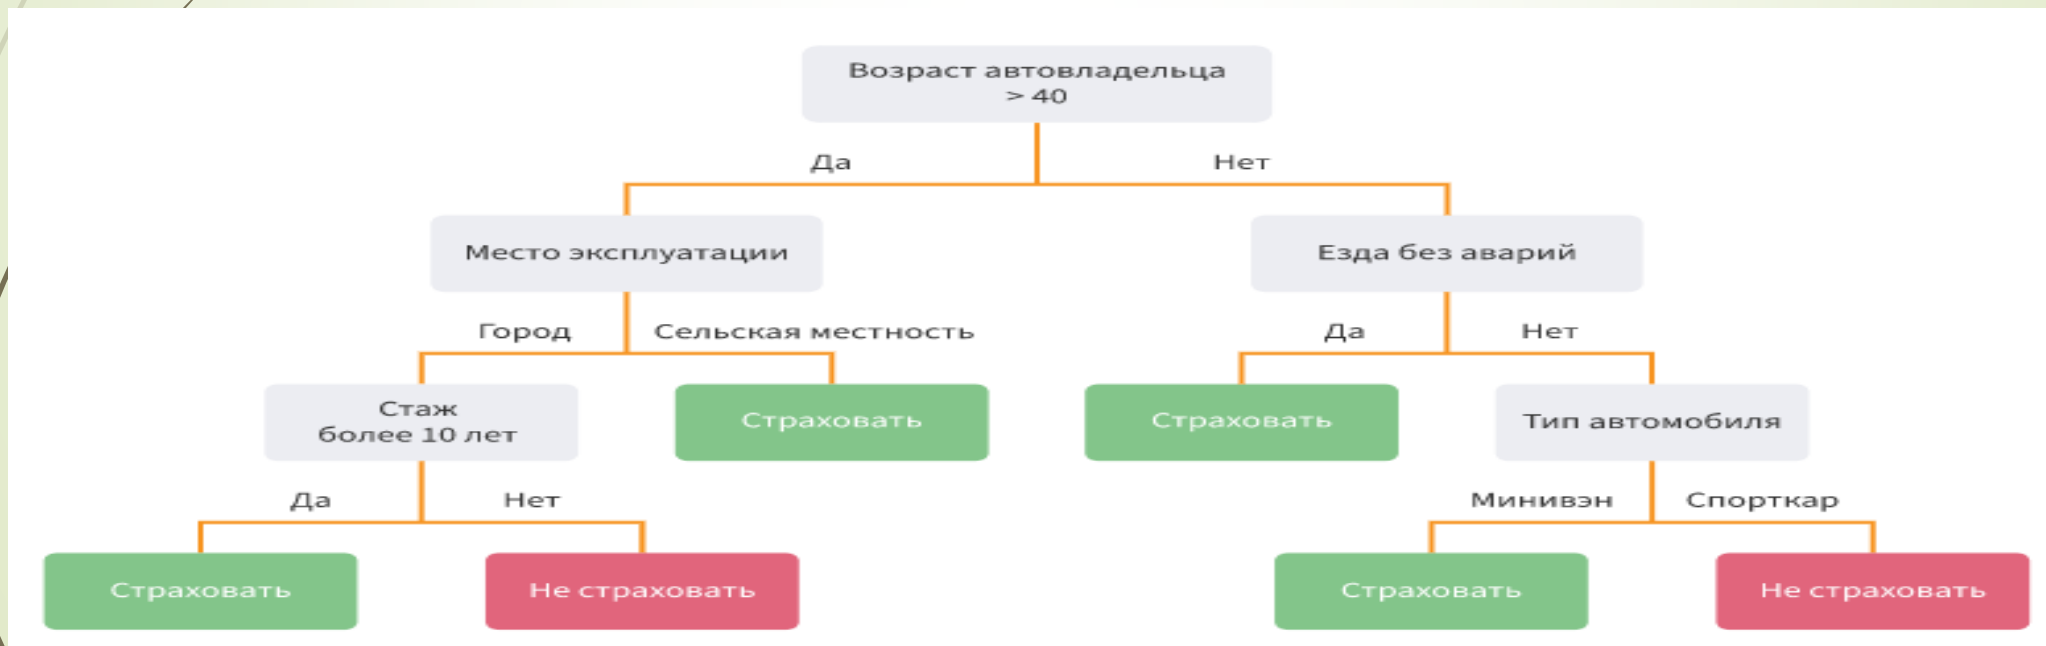 Возраст автовладельца
> 40
Да
Нет
Место эксплуатации
Езда без аварий
Город
Сельская местность
Да
Нет
Стаж
более 10 лет
Страховать
Страховать
Тип автомобиля
Да
Нет
Минивэн
Спорткар
Страховать
Не страховать
Страховать
Не страховать